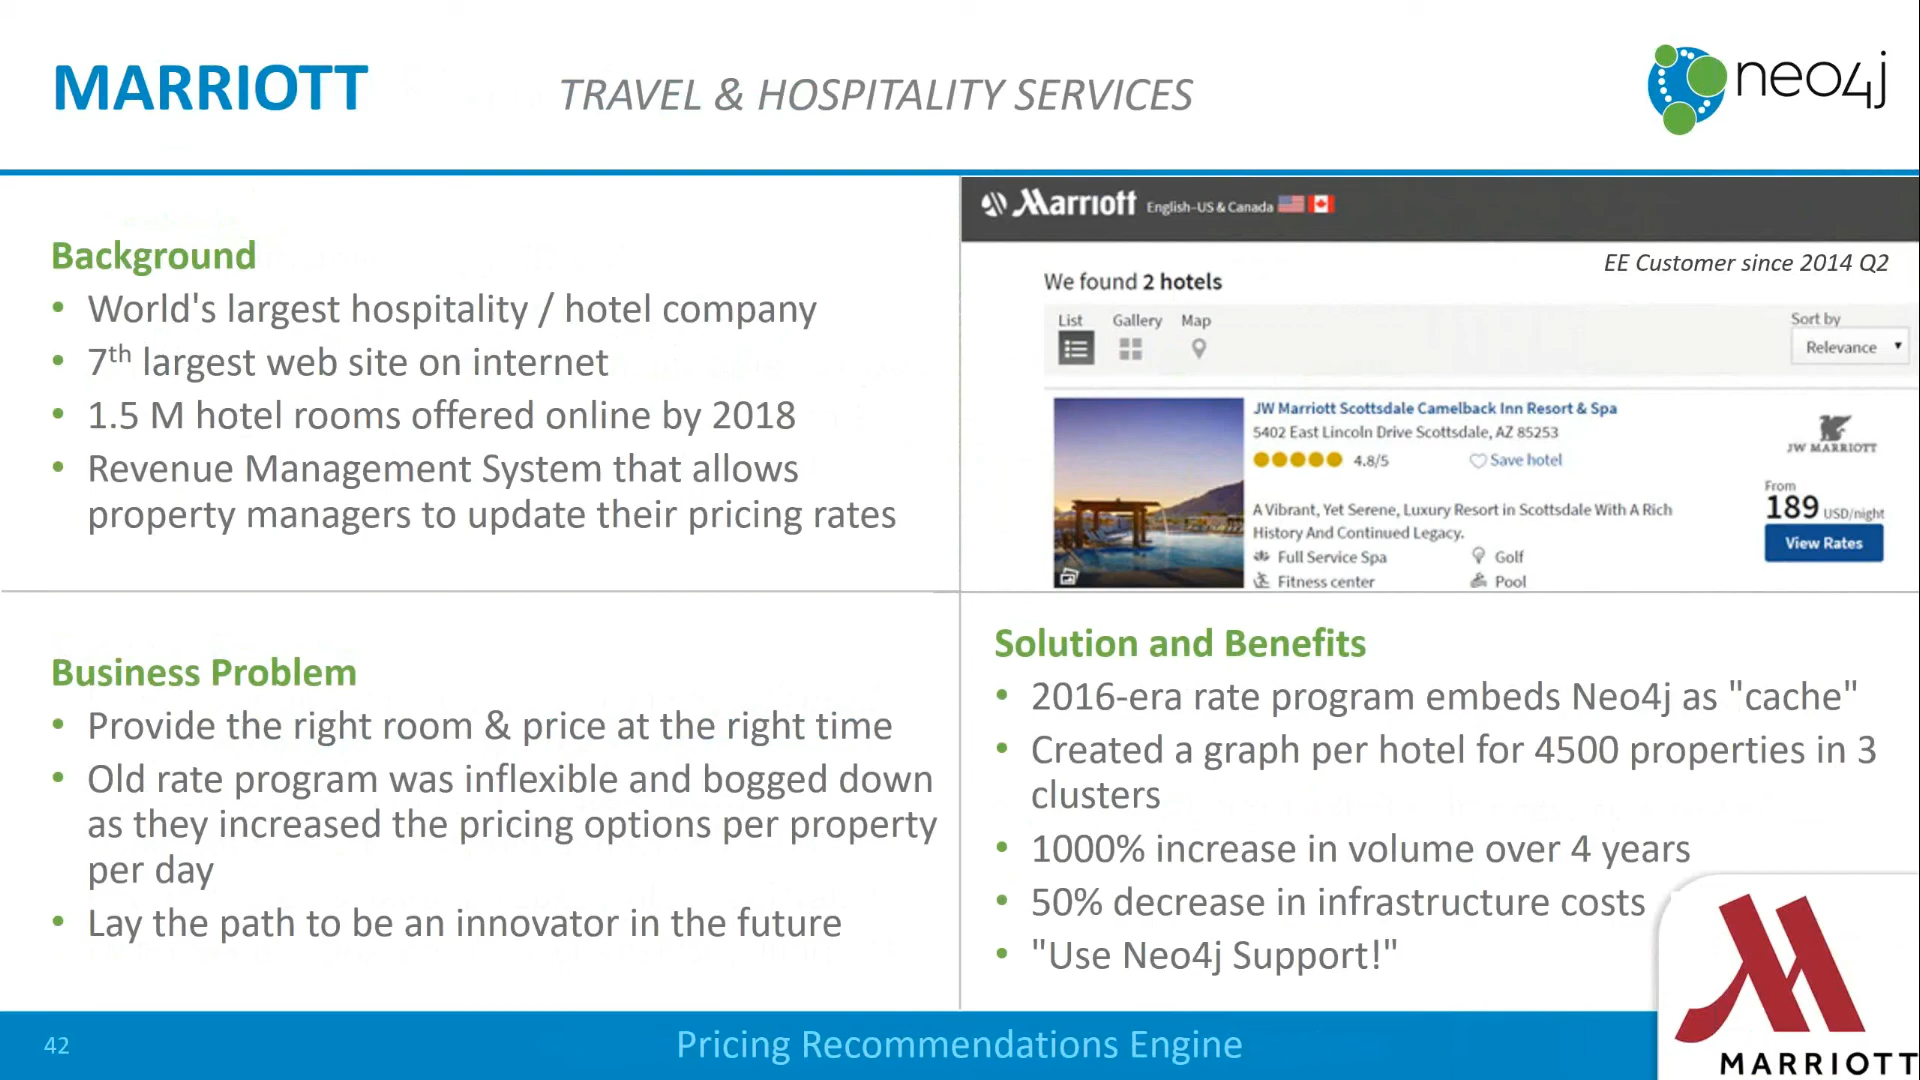 MARRIOTT
TRAVEL & HOSPITALITY SERVICES
neo4j
Background
• World's largest hospitality / hotel company
• 7th largest web site on internet
• 1.5 M hotel rooms offered online by 2018
• Revenue Management System that allows
property managers to update their pricing rates
Marriott English-US & Canada
EE Customer since 2014 Q2
We found 2 hotels
List Gallery Map
Sort by
Relevance
JW Marriott Scottsdale Camelback Inn Resort & Spa
5402 East Lincoln Drive Scottsdale, AZ 85253
4.8/5 Save hotel
JW MARRIOTT
From
189 USD/night
View Rates
A Vibrant, Yet Serene, Luxury Resort in Scottsdale With A Rich
History And Continued Legacy.
Full Service Spa Golf
Fitness center Pool
Business Problem
• Provide the right room & price at the right time
• Old rate program was inflexible and bogged down
as they increased the pricing options per property
per day
• Lay the path to be an innovator in the future
Solution and Benefits
• 2016-era rate program embeds Neo4j as "cache"
• Created a graph per hotel for 4500 properties in 3
clusters
• 1000% increase in volume over 4 years
• 50% decrease in infrastructure costs
• "Use Neo4j Support!"
42
Pricing Recommendations Engine
MARRIOTT